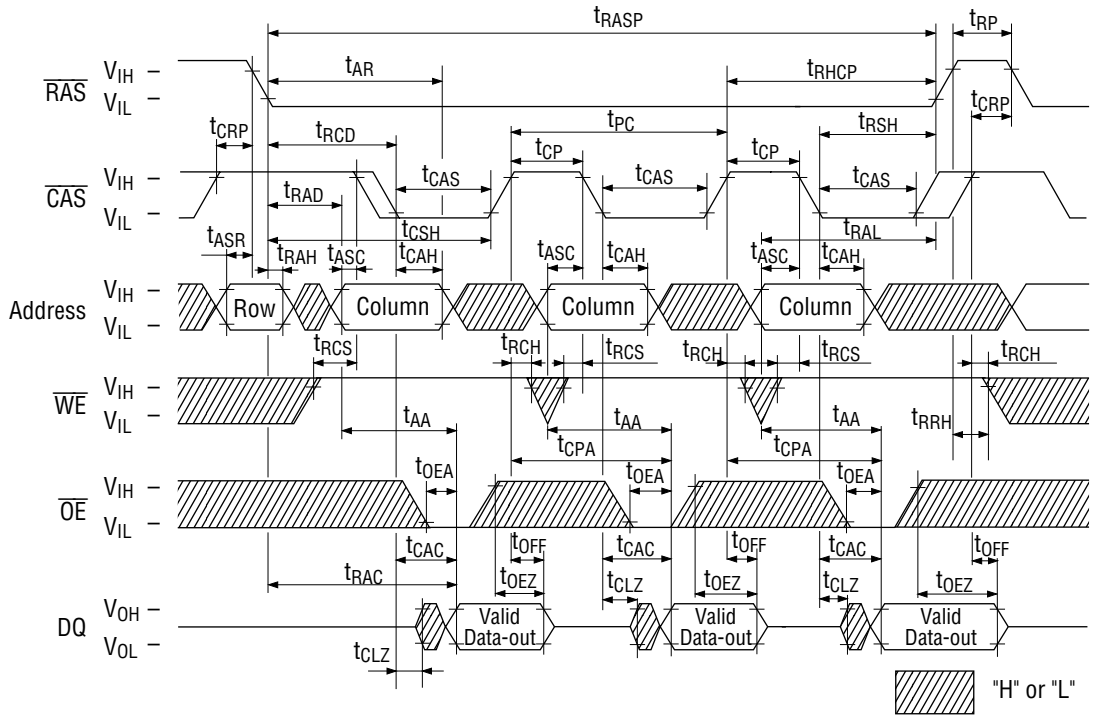 tRASP
tRP
tAR
tRHCP
RAS
VIH
VIL
tCRP
tRCD
tPC
tRSH
tCRP
tCP
tCP
CAS
VIH
VIL
tRAD
tCAS
tCAS
tCAS
tCSH
tRAL
tASR
tRAH
tASC
tCAH
tASC
tCAH
tASC
tCAH
Address
VIH
VIL
Row
Column
Column
Column
tRCS
tRCH
tRCS
tRCH
tRCS
tRCH
WE
VIH
VIL
tAA
tAA
tAA
tRRH
tCPA
tCPA
tOEA
tOEA
tOEA
OE
VIH
VIL
tCAC
tOFF
tCAC
tOFF
tCAC
tOFF
tRAC
tOEZ
tCLZ
tOEZ
tCLZ
tOEZ
DQ
VOH
VOL
Valid
Data-out
Valid
Data-out
Valid
Data-out
tCLZ
"H" or "L"